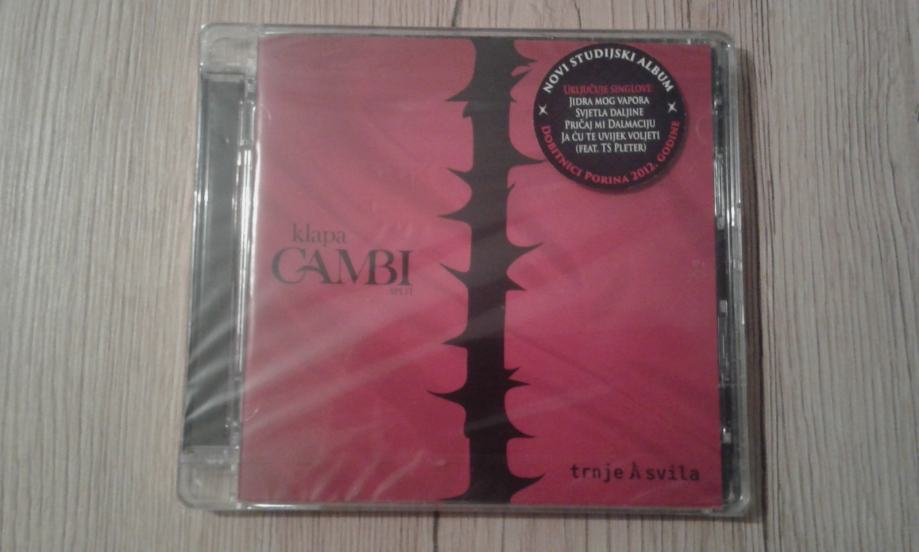 NOVI STUDIJSKI ALBUM
UKLJUČUJE SINGLOVE:
JIDRA MOG VAPORA
SVJETLA DALJINE
PRIČAJ MI DALMACIJU
JA ĆU TE UVIJEK VOLJETI
(FEAT. TS PLETER)
DOBITNICI PORINA 2012. GODINE
klapa
CAMBI
SPLIT
trnje & svila